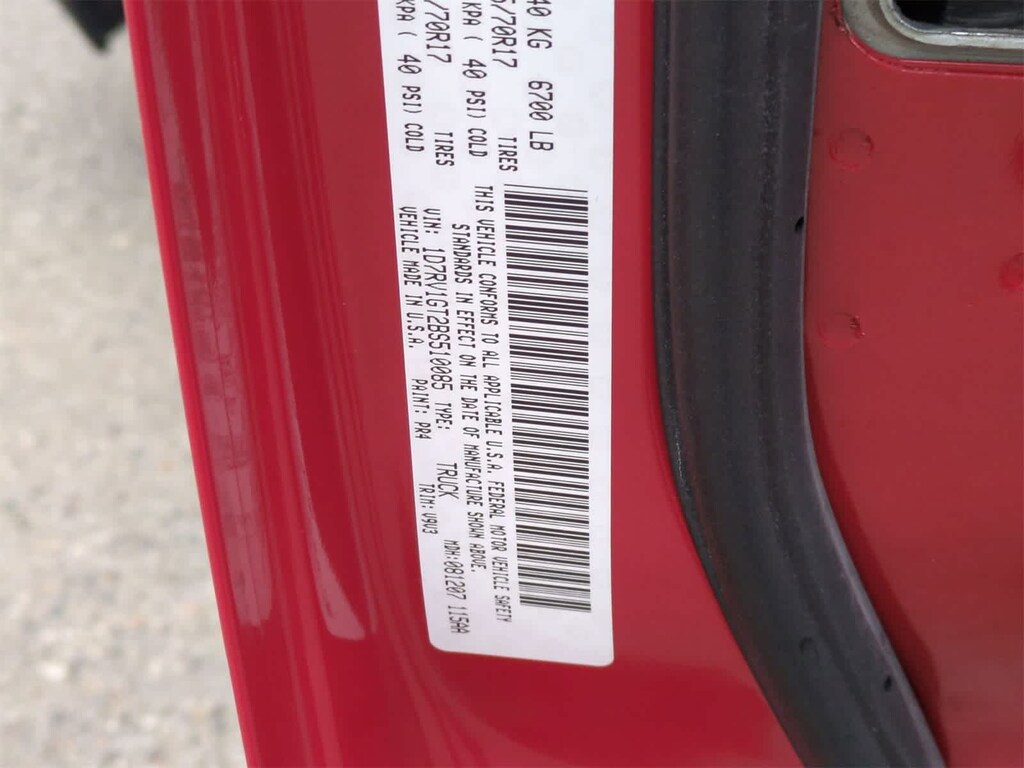 40 KG 6700 LB
5/70R17 TIRES
KPA ( 40 PSI) COLD
/70R17 TIRES
KPA ( 40 PSI) COLD
THIS VEHICLE CONFORMS TO ALL APPLICABLE U.S.A. FEDERAL MOTOR VEHICLE SAFETY
STANDARDS IN EFFECT ON THE DATE OF MANUFACTURE SHOWN ABOVE.
VIN: 1D7RV1GT2BS510085 TYPE: TRUCK MDH:081207 115AA
VEHICLE MADE IN U.S.A. PAINT: PR4 TRIM: V9U3